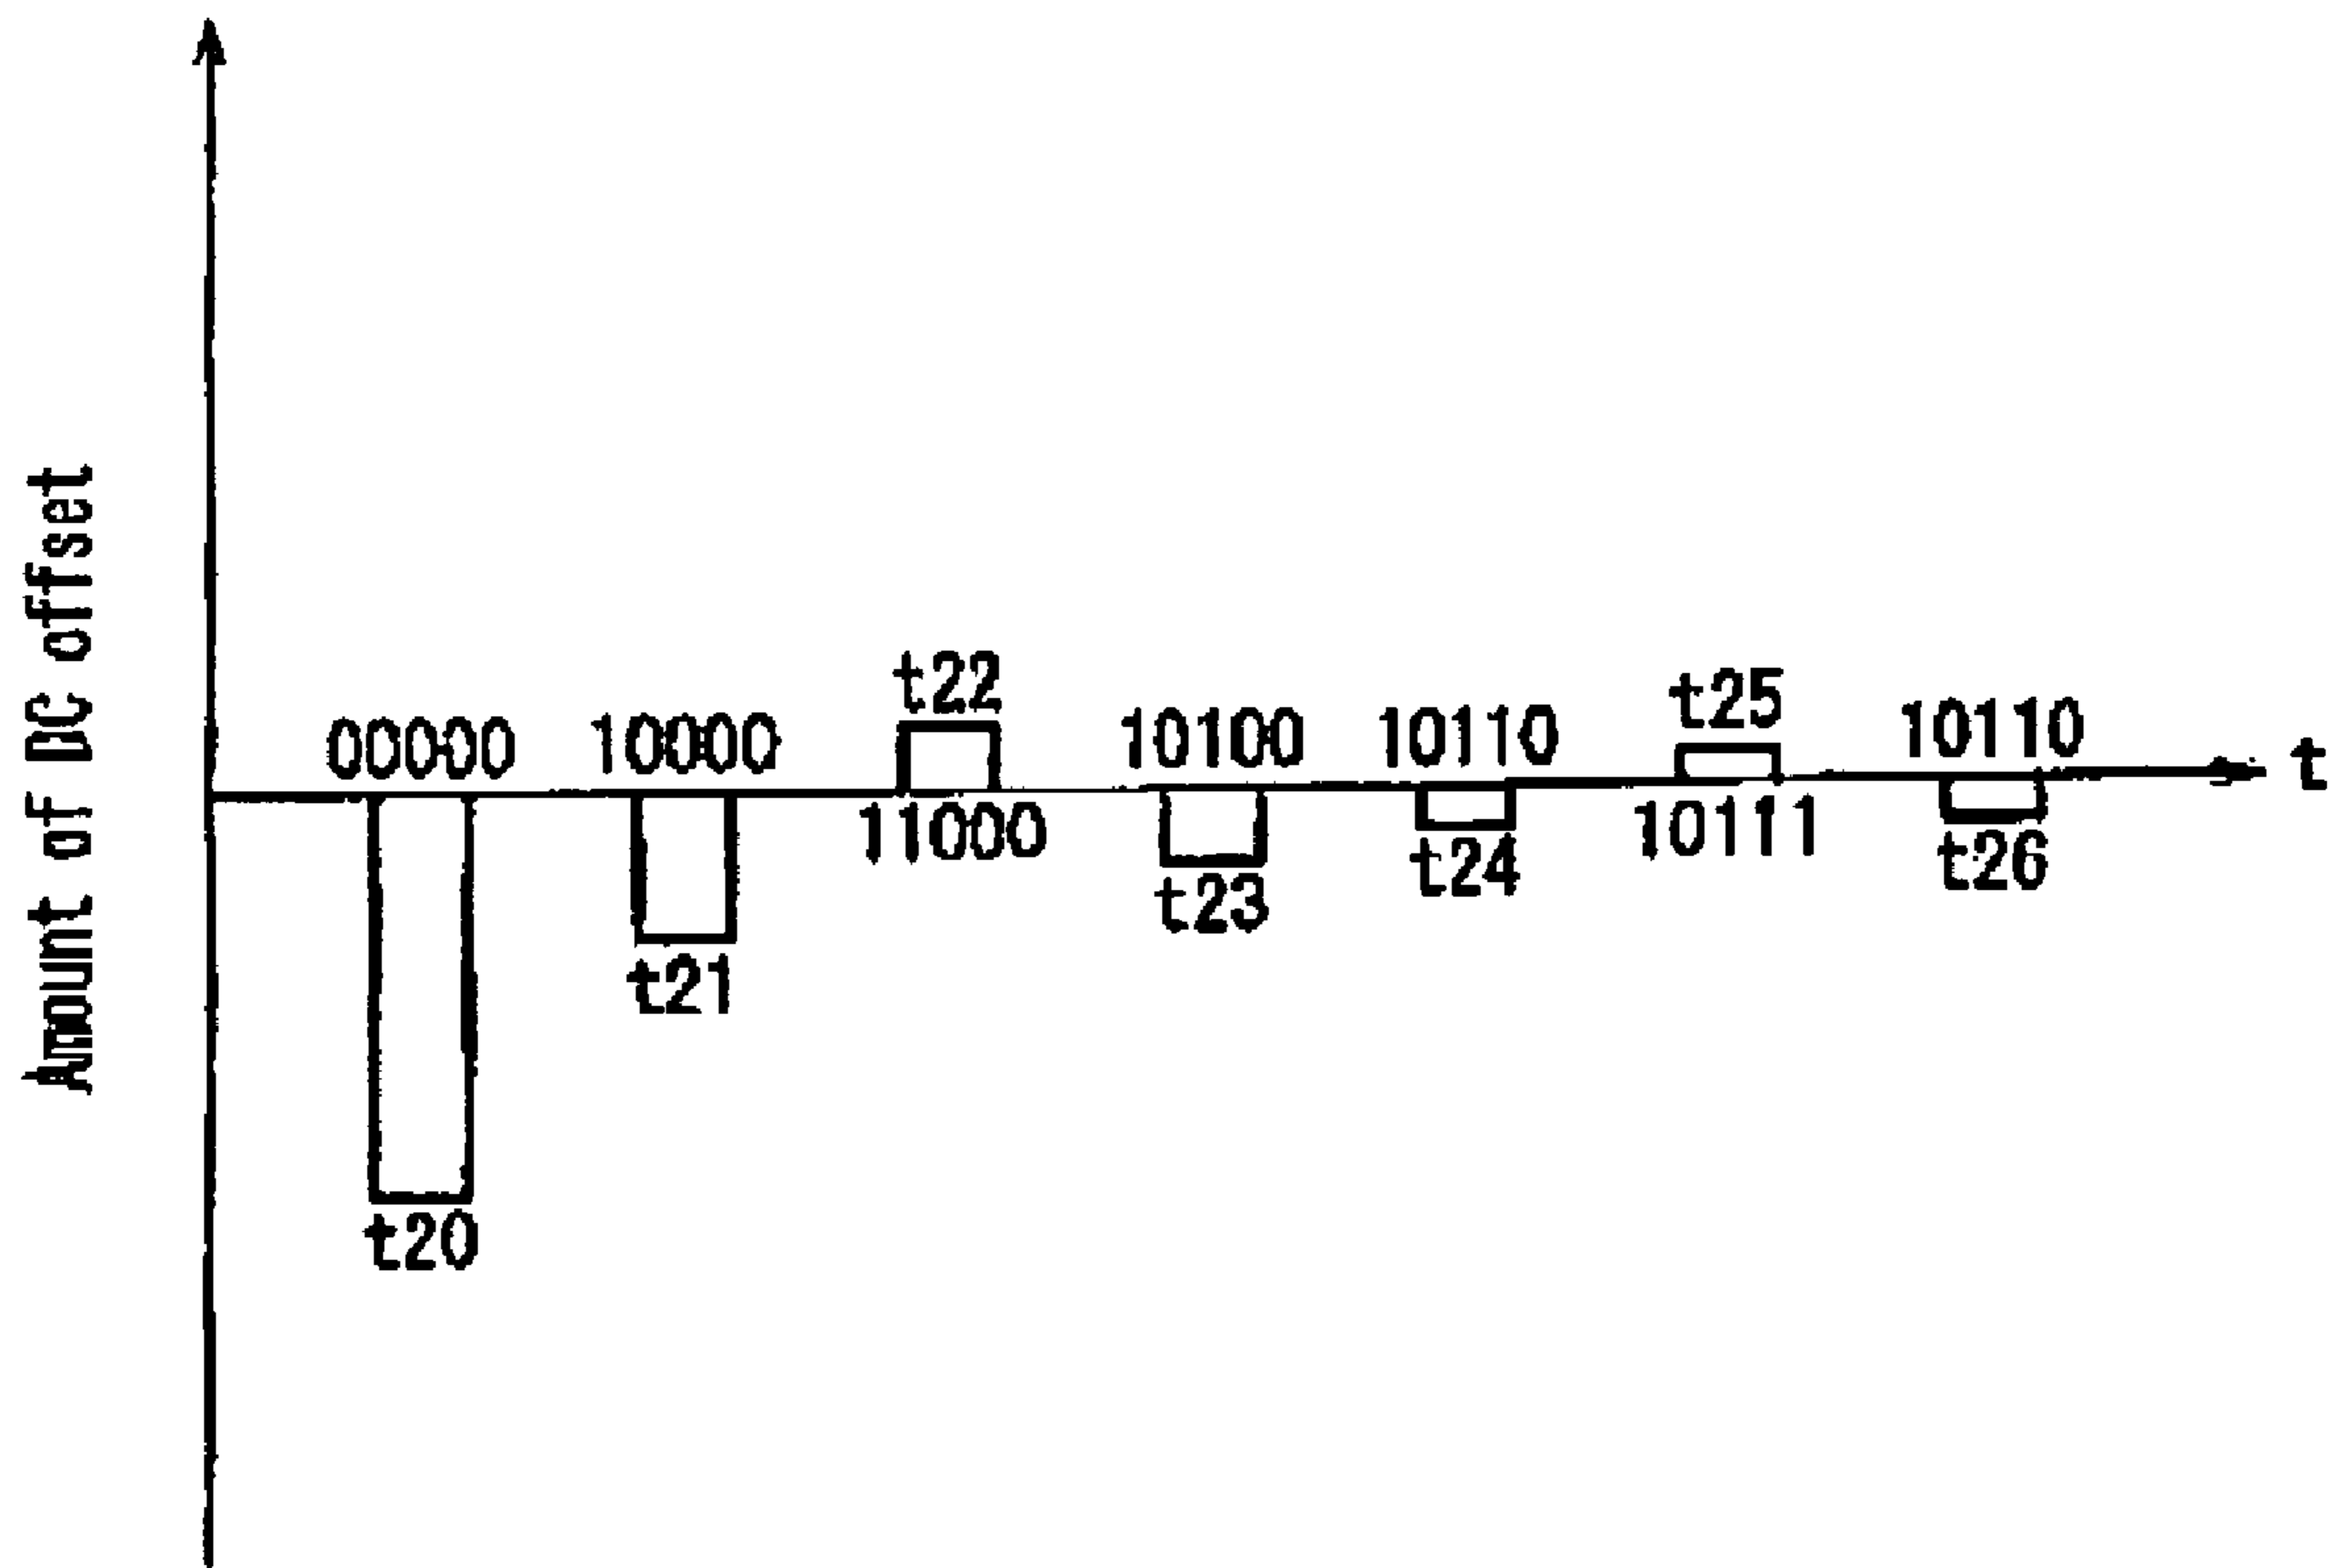 Amount of DC offset
t22
t25
00000
10000
10100
10110
10110
t
11000
10111
t23
t24
t26
t21
t20